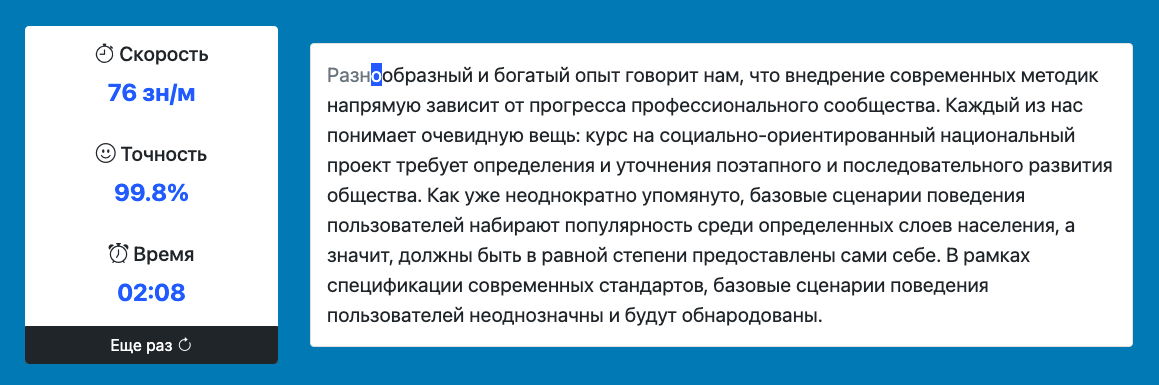 Скорость
76 зн/м
Точность
99.8%
Время
02:08
Еще раз
Разнообразный и богатый опыт говорит нам, что внедрение современных методик
напрямую зависит от прогресса профессионального сообщества. Каждый из нас
понимает очевидную вещь: курс на социально-ориентированный национальный
проект требует определения и уточнения поэтапного и последовательного развития
общества. Как уже неоднократно упомянуто, базовые сценарии поведения
пользователей набирают популярность среди определенных слоев населения, а
значит, должны быть в равной степени предоставлены сами себе. В рамках
спецификации современных стандартов, базовые сценарии поведения
пользователей неоднозначны и будут обнародованы.